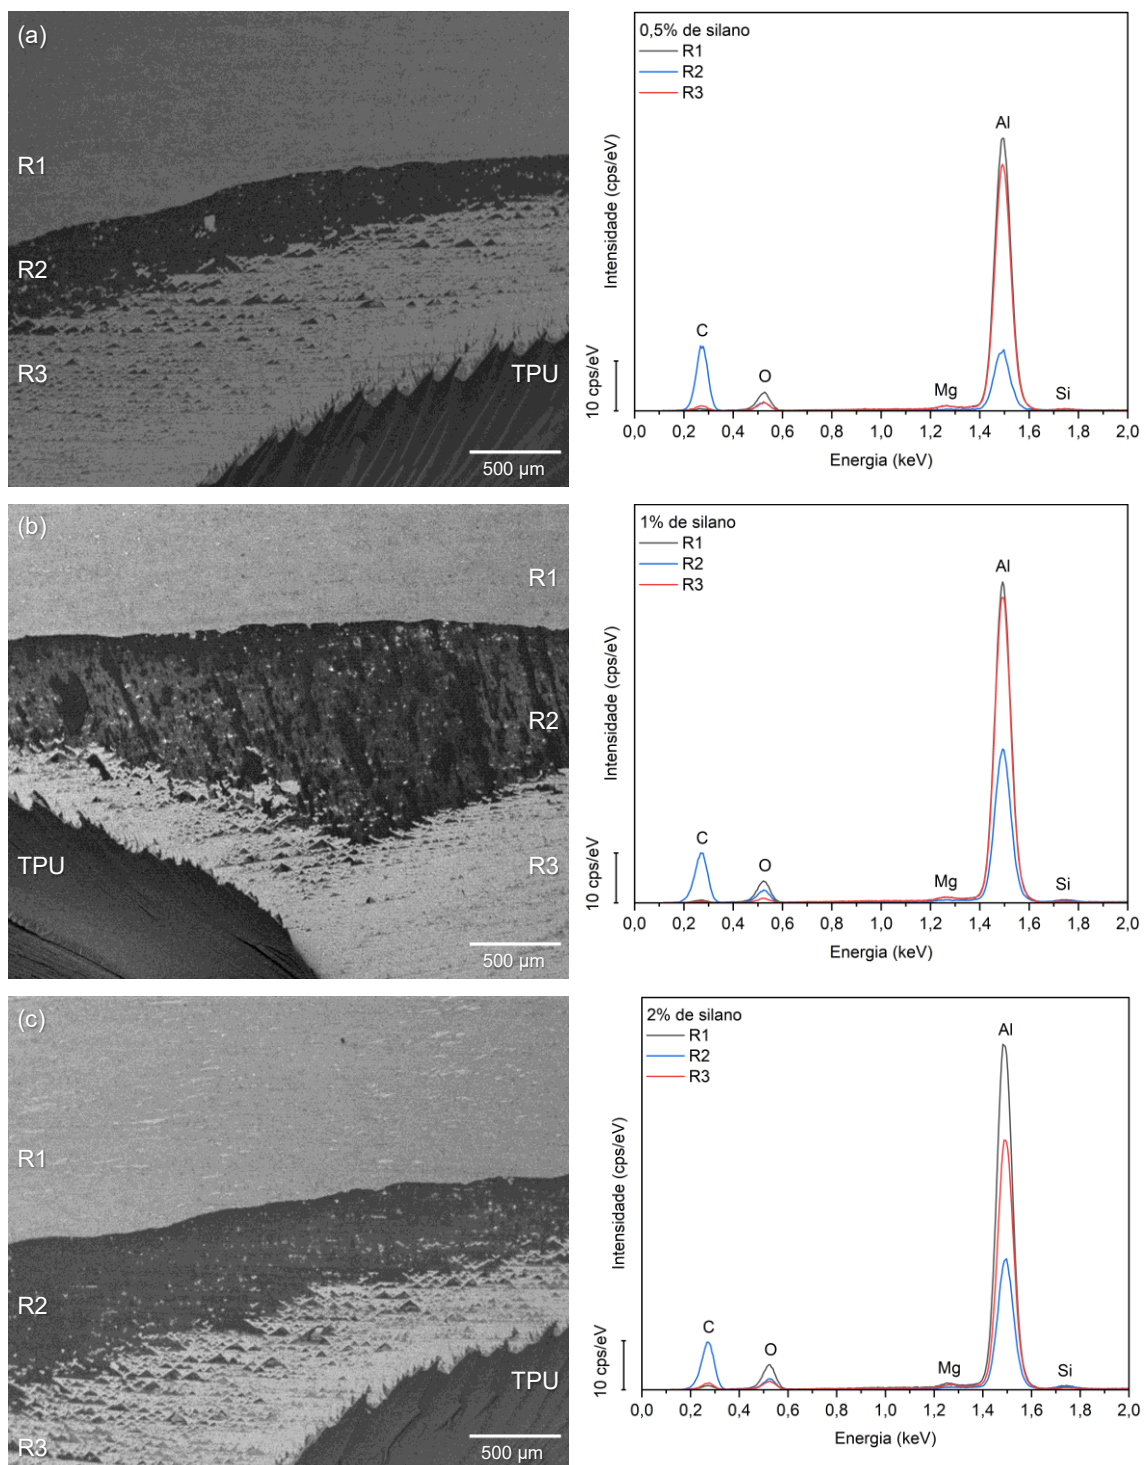 (a)
R1
R2
R3
TPU
500 µm
0,5% de silano
R1
R2
R3
Al
C
O
Mg
Si
Intensidade (cps/eV)
10 cps/eV
0,0 0,2 0,4 0,6 0,8 1,0 1,2 1,4 1,6 1,8 2,0
Energia (keV)
(b)
R1
R2
R3
TPU
500 µm
1% de silano
R1
R2
R3
Al
C
O
Mg
Si
Intensidade (cps/eV)
10 cps/eV
0,0 0,2 0,4 0,6 0,8 1,0 1,2 1,4 1,6 1,8 2,0
Energia (keV)
(c)
R1
R2
R3
TPU
500 µm
2% de silano
R1
R2
R3
Al
C
O
Mg
Si
Intensidade (cps/eV)
10 cps/eV
0,0 0,2 0,4 0,6 0,8 1,0 1,2 1,4 1,6 1,8 2,0
Energia (keV)